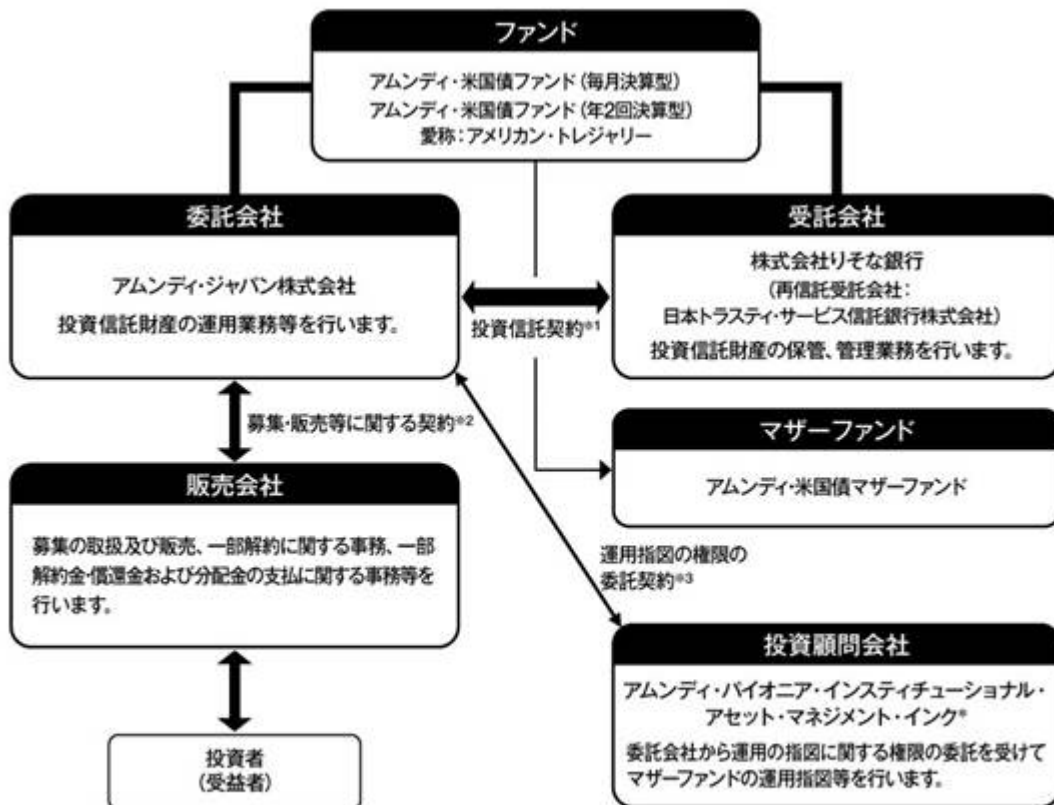 ファンド
アムンディ・米国債ファンド(毎月決算型)
アムンディ・米国債ファンド(年2回決算型)
愛称:アメリカン・トレジャリー
委託会社
アムンディ・ジャパン株式会社
投資信託財産の運用業務等を行います。
投資信託契約※1
受託会社
株式会社りそな銀行
(再信託受託会社:
日本トラスティ・サービス信託銀行株式会社)
投資信託財産の保管、管理業務を行います。
募集・販売等に関する契約※2
マザーファンド
アムンディ・米国債マザーファンド
販売会社
募集の取扱及び販売、一部解約に関する事務、一部
解約金・償還金および分配金の支払に関する事務等を
行います。
運用指図の権限の
委託契約※3
投資顧問会社
アムンディ・パイオニア・インスティチューショナル・
アセット・マネジメント・インク※
委託会社から運用の指図に関する権限の委託を受けて
マザーファンドの運用指図等を行います。
投資者
(受益者)